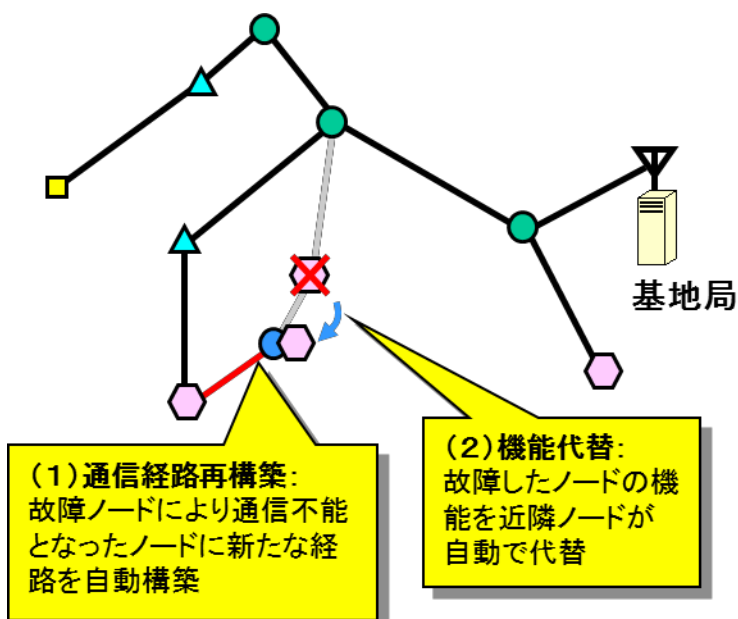 基地局
(1)通信経路再構築:
故障ノードにより通信不能
となったノードに新たな経
路を自動構築
(2)機能代替:
故障したノードの機
能を近隣ノードが
自動で代替